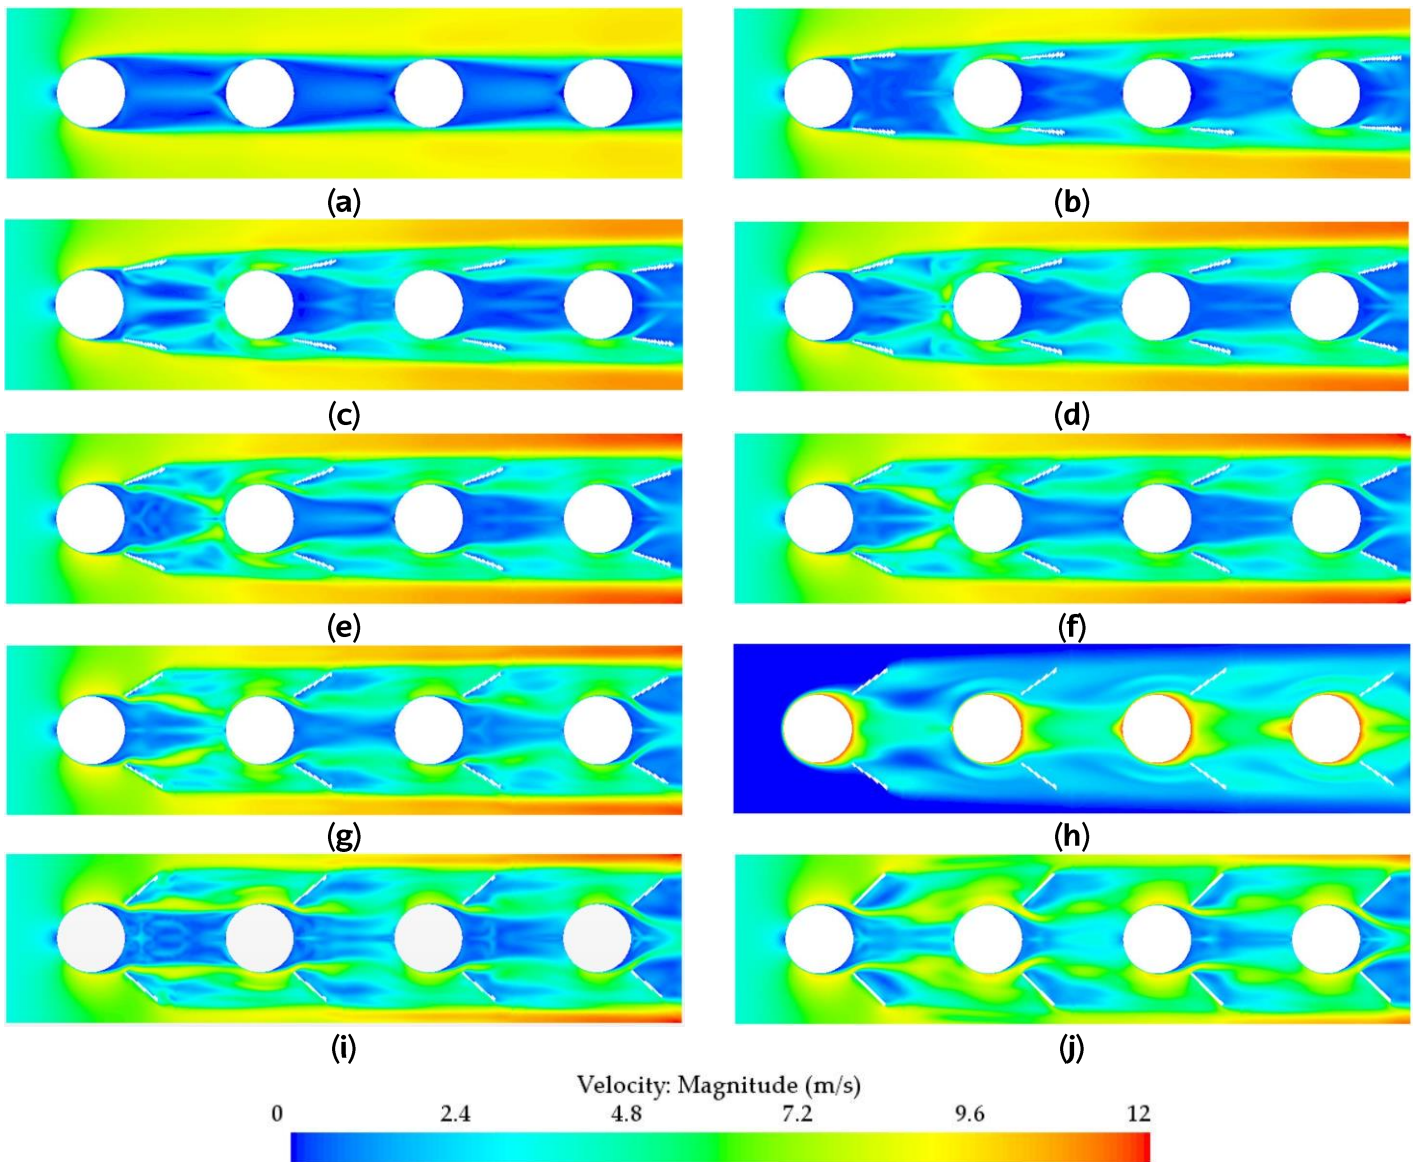 (a) (b)
(c) (d)
(e) (f)
(g) (h)
(i) (j)
Velocity: Magnitude (m/s)
0 2.4 4.8 7.2 9.6 12